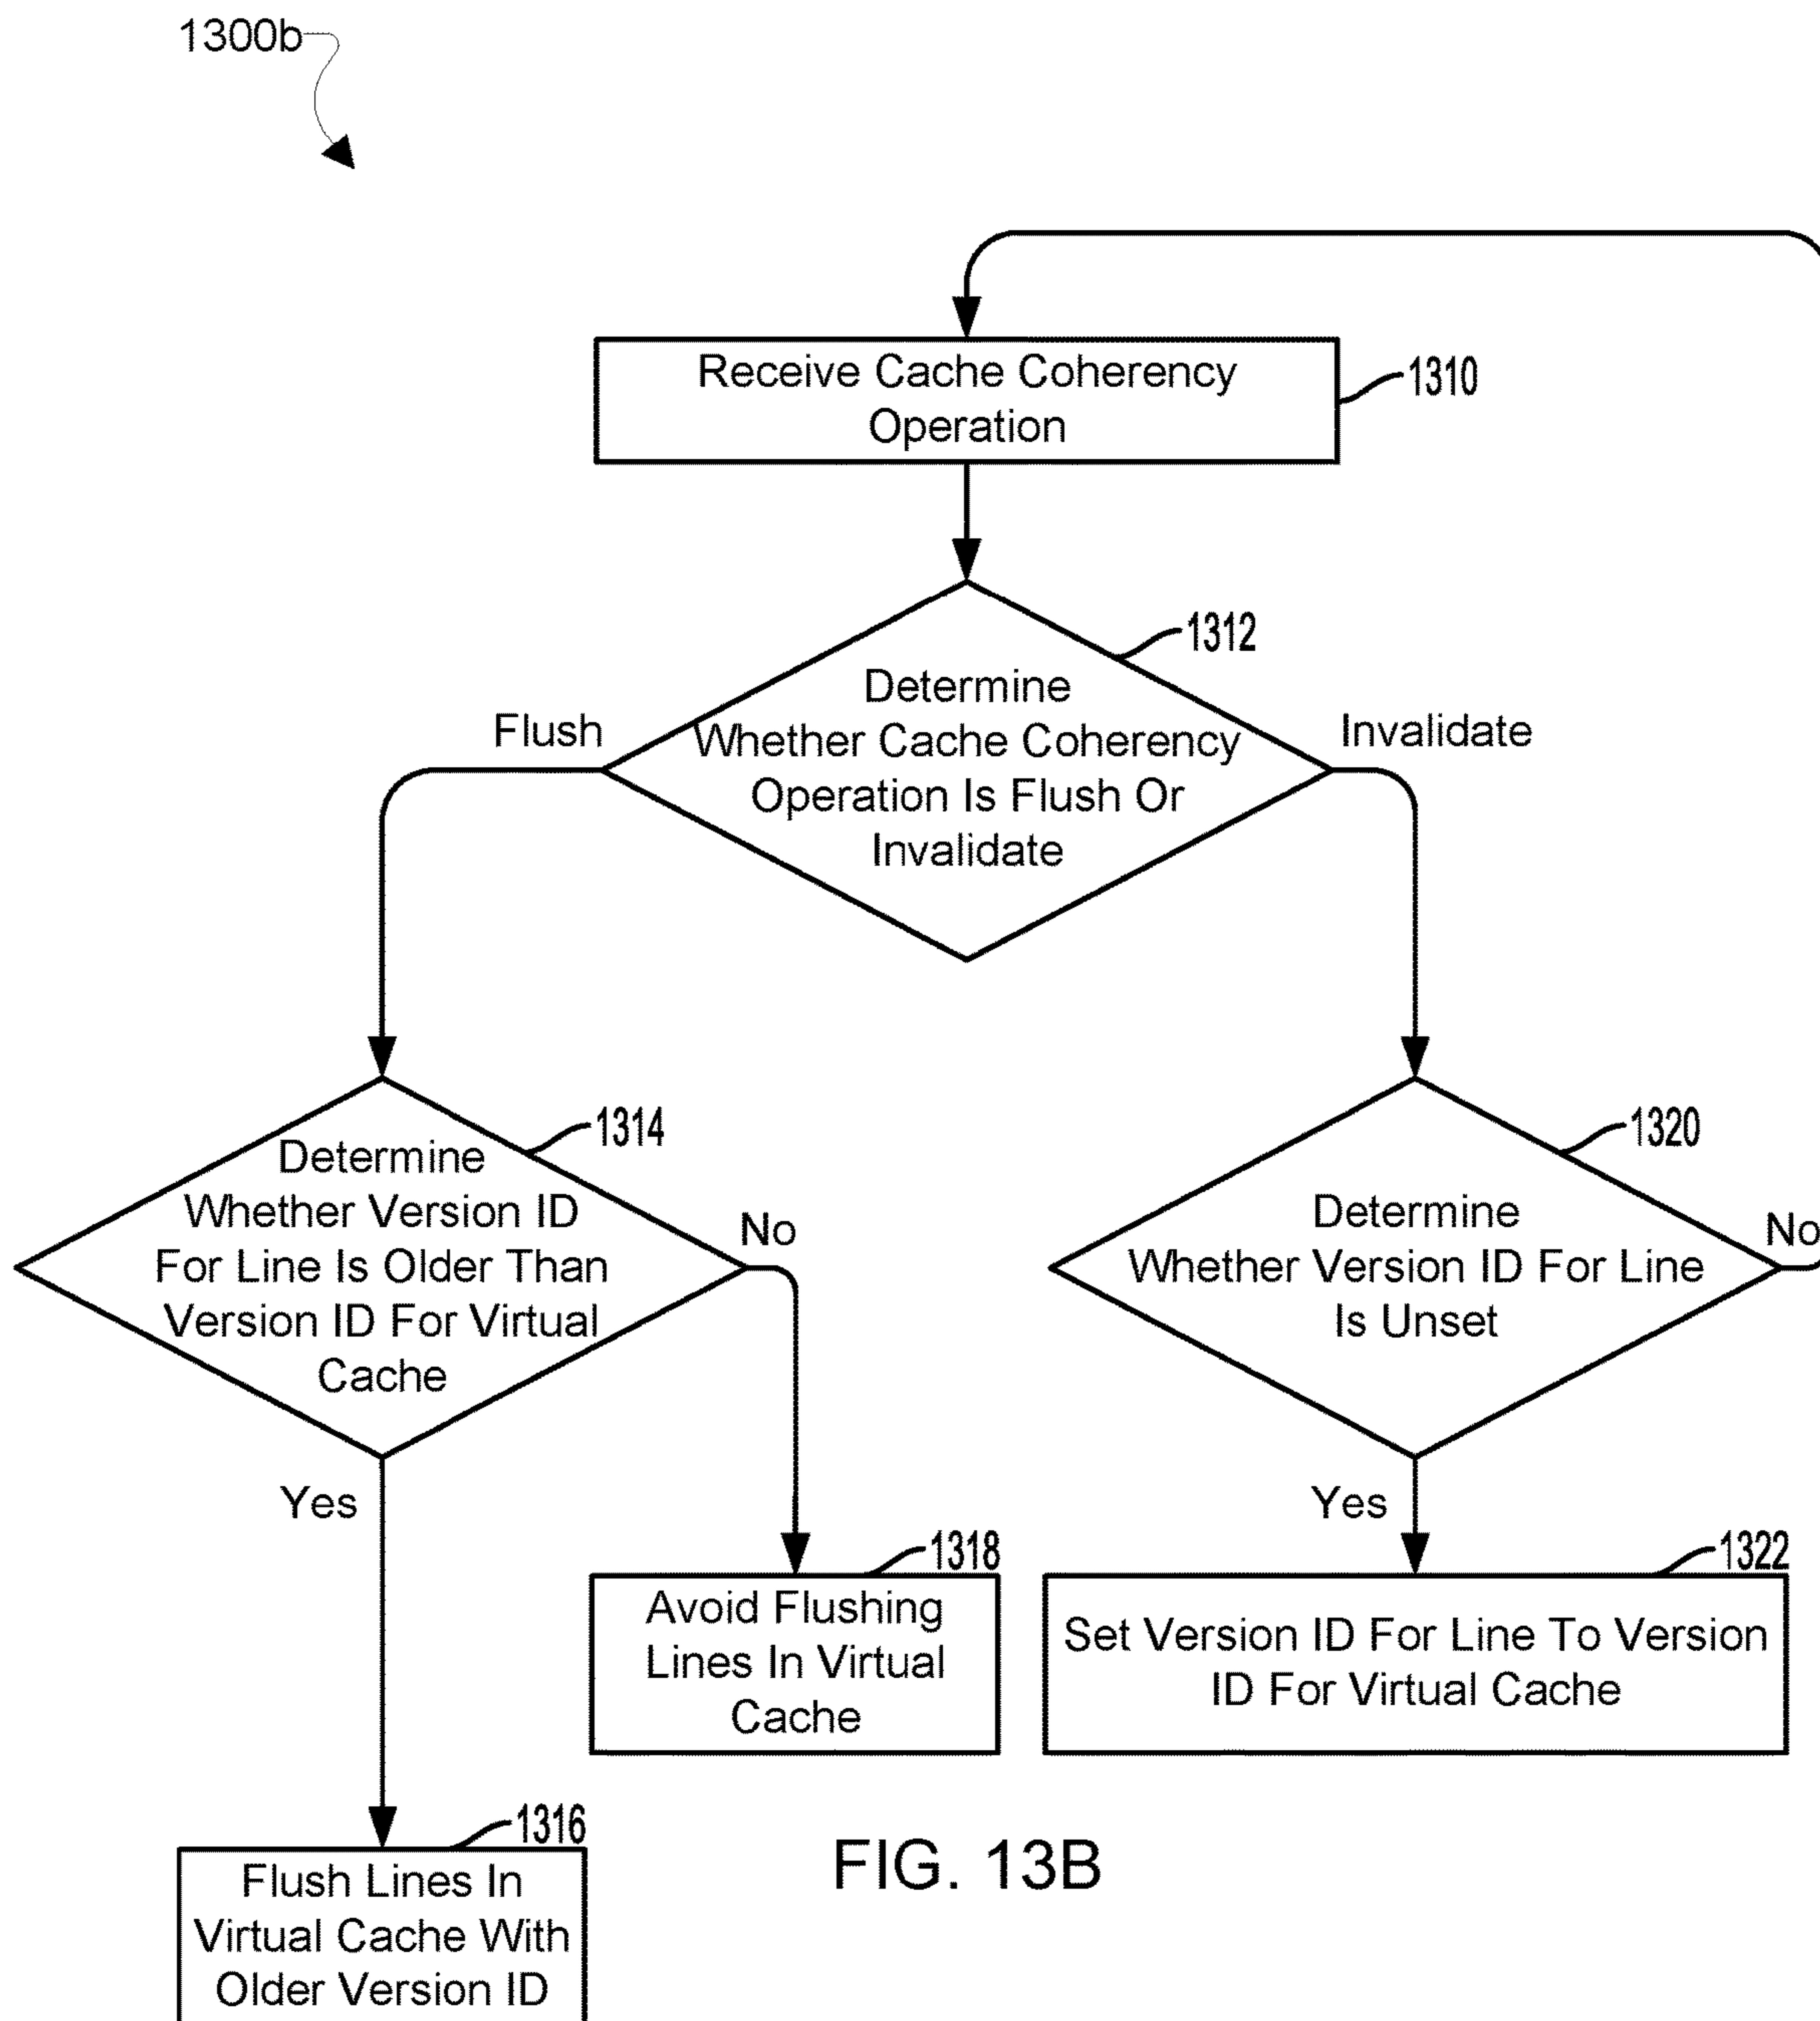 1300b
Receive Cache Coherency
Operation
1310
1312
Determine
Whether Cache Coherency
Operation Is Flush Or
Invalidate
Flush
Invalidate
1314
Determine
Whether Version ID
For Line Is Older Than
Version ID For Virtual
Cache
No
Yes
1320
Determine
Whether Version ID For Line
Is Unset
No
Yes
1318
Avoid Flushing
Lines In Virtual
Cache
1322
Set Version ID For Line To Version
ID For Virtual Cache
1316
Flush Lines In
Virtual Cache With
Older Version ID
FIG. 13B